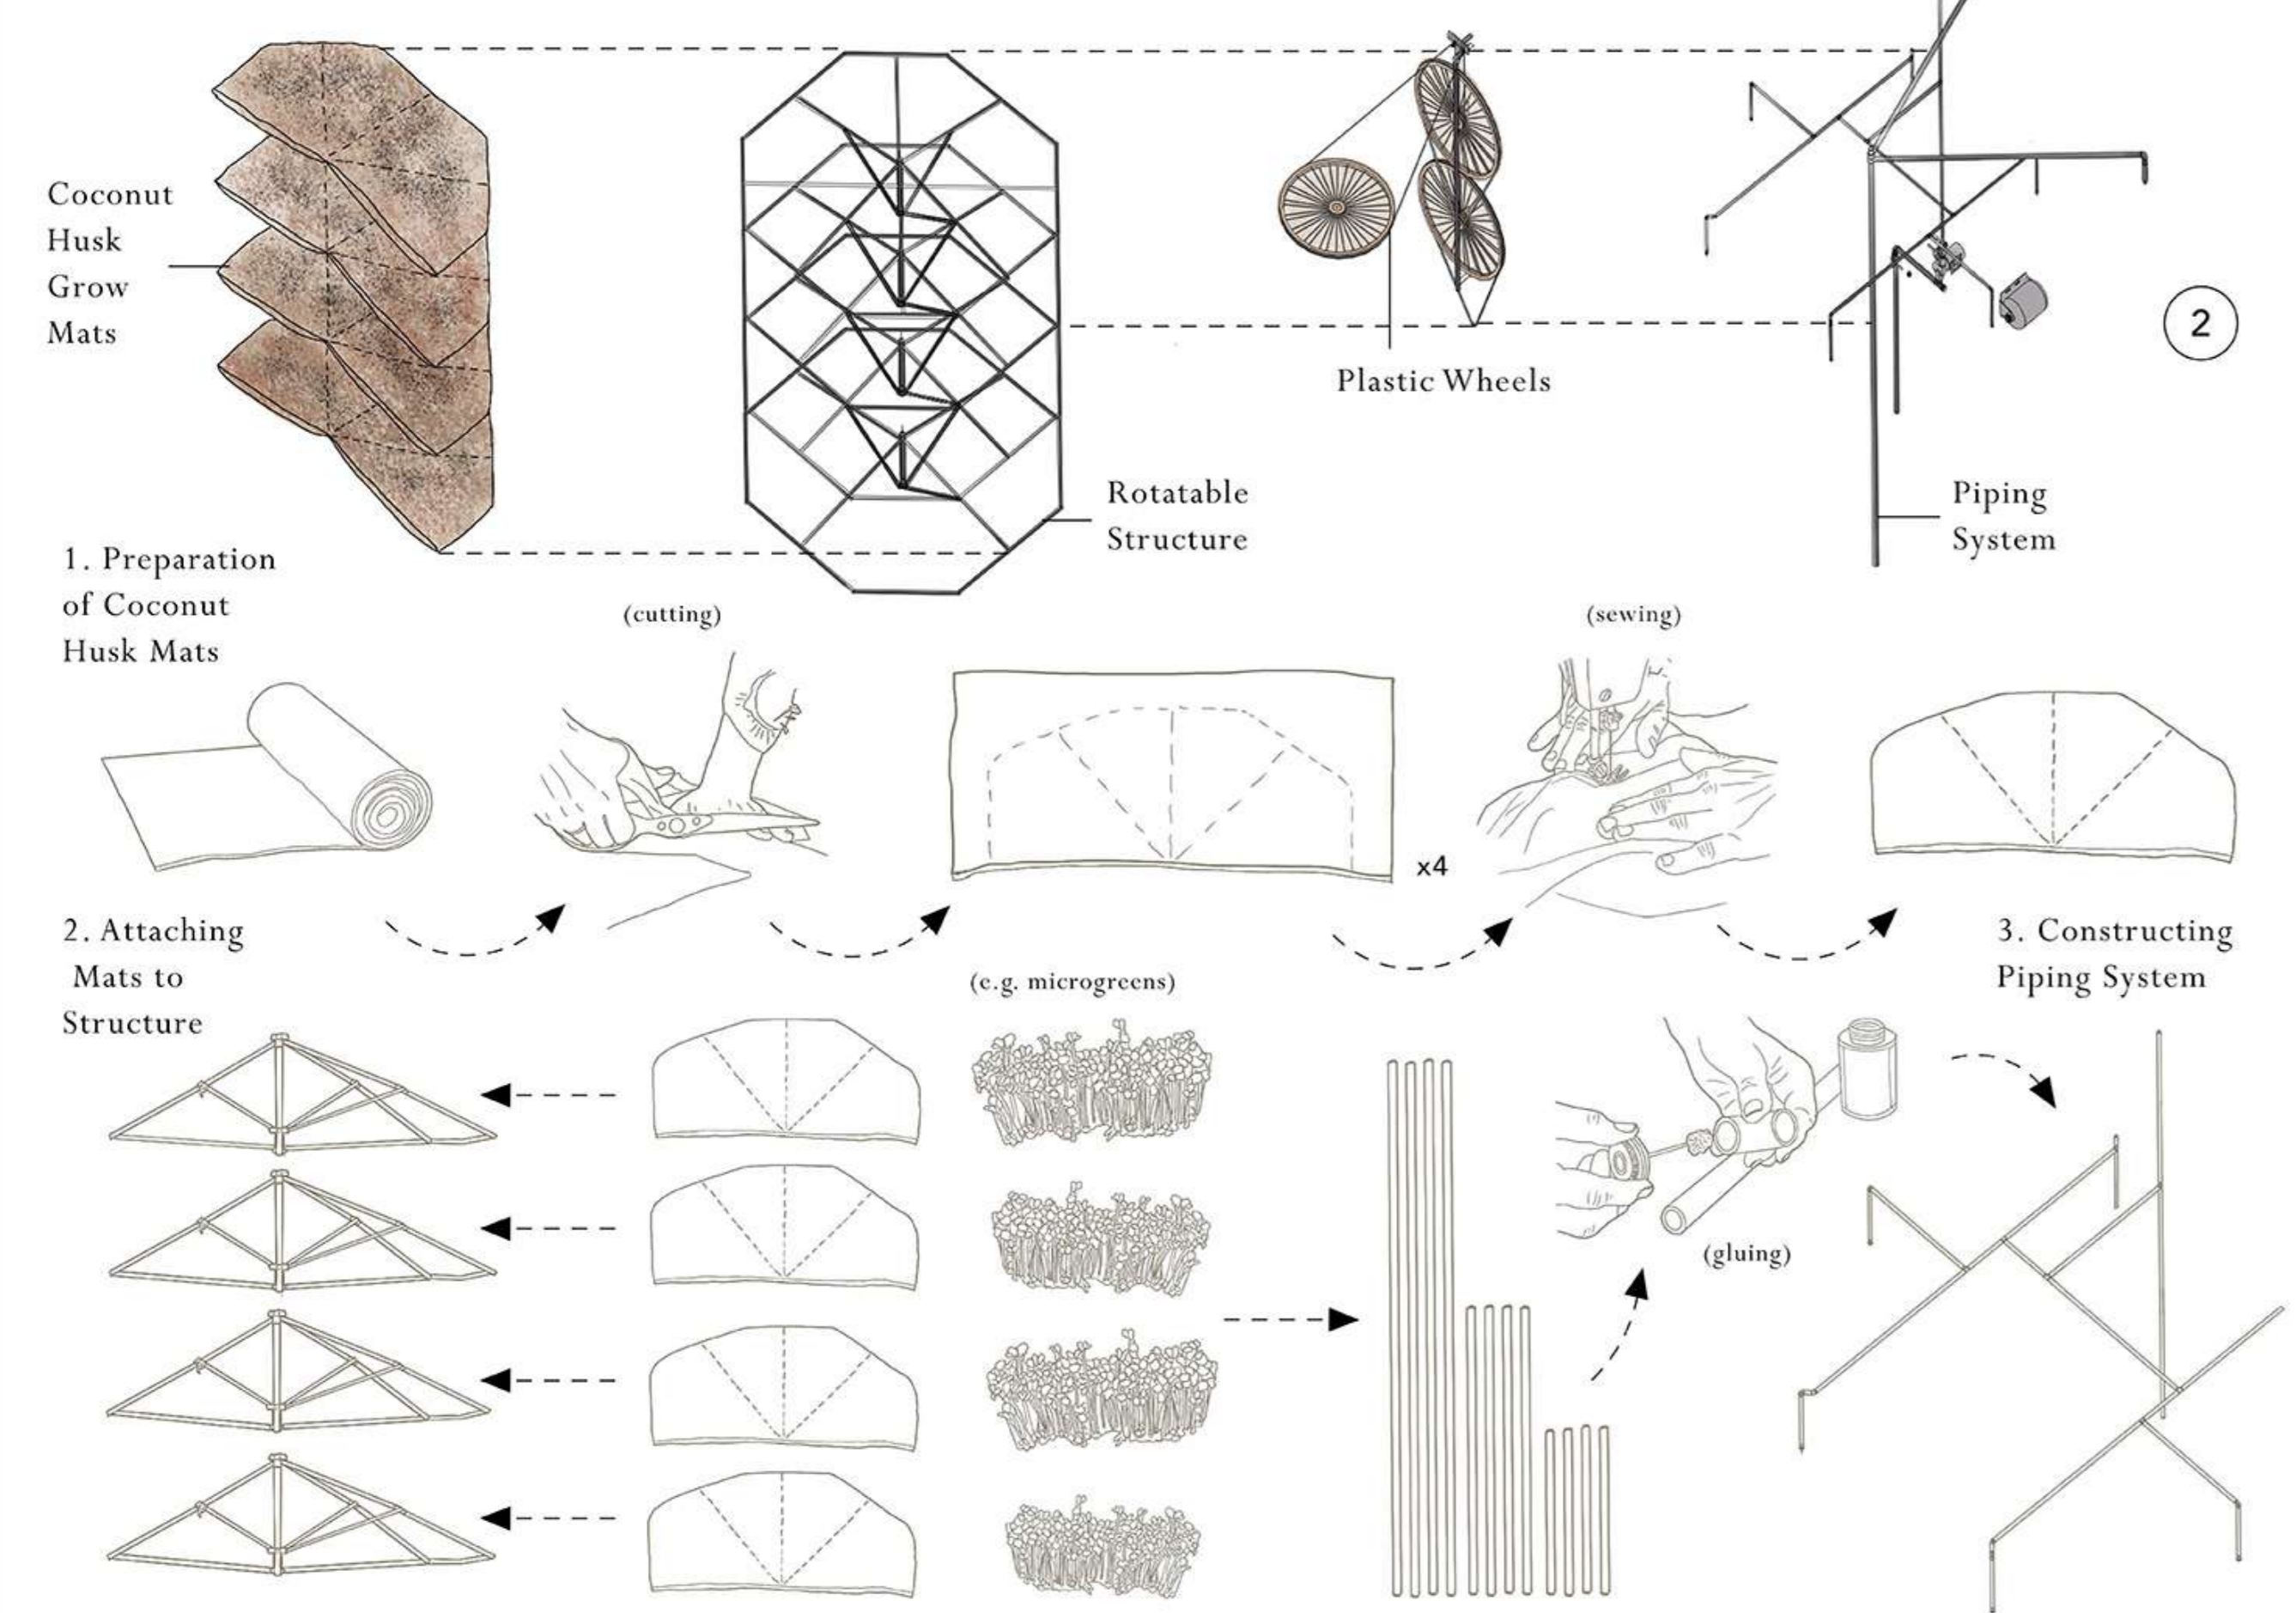 Coconut
Husk
Grow
Mats
Plastic Wheels
2
Rotatable
Structure
Piping
System
1. Preparation
of Coconut
Husk Mats
(cutting)
(sewing)
x4
2. Attaching
Mats to
Structure
(e.g. microgreens)
3. Constructing
Piping System
(gluing)